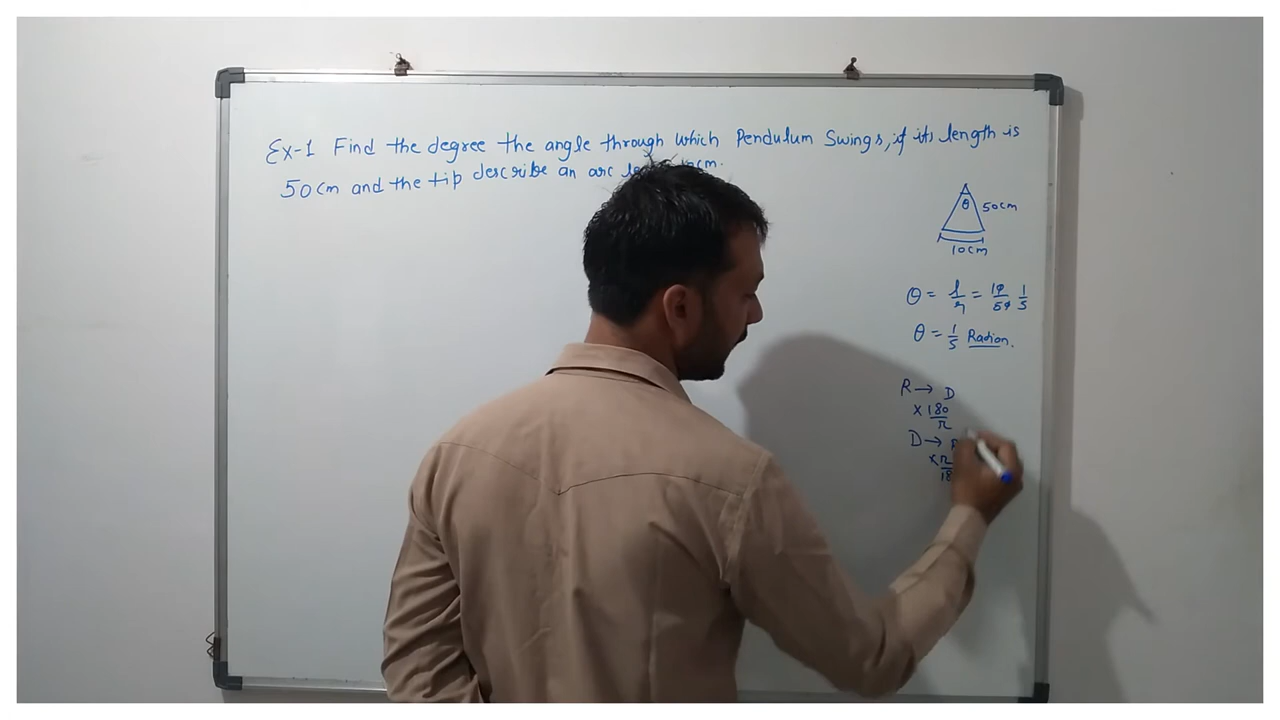 Ex-1 Find the degree the angle through which Pendulum Swings, if its length is
50cm and the tip describe an arc 10cm.
θ
50cm
10cm
θ = l/r = 10/50 1/5
θ = 1/5 Radian.
R → D
× 180/π
D →
× π/18